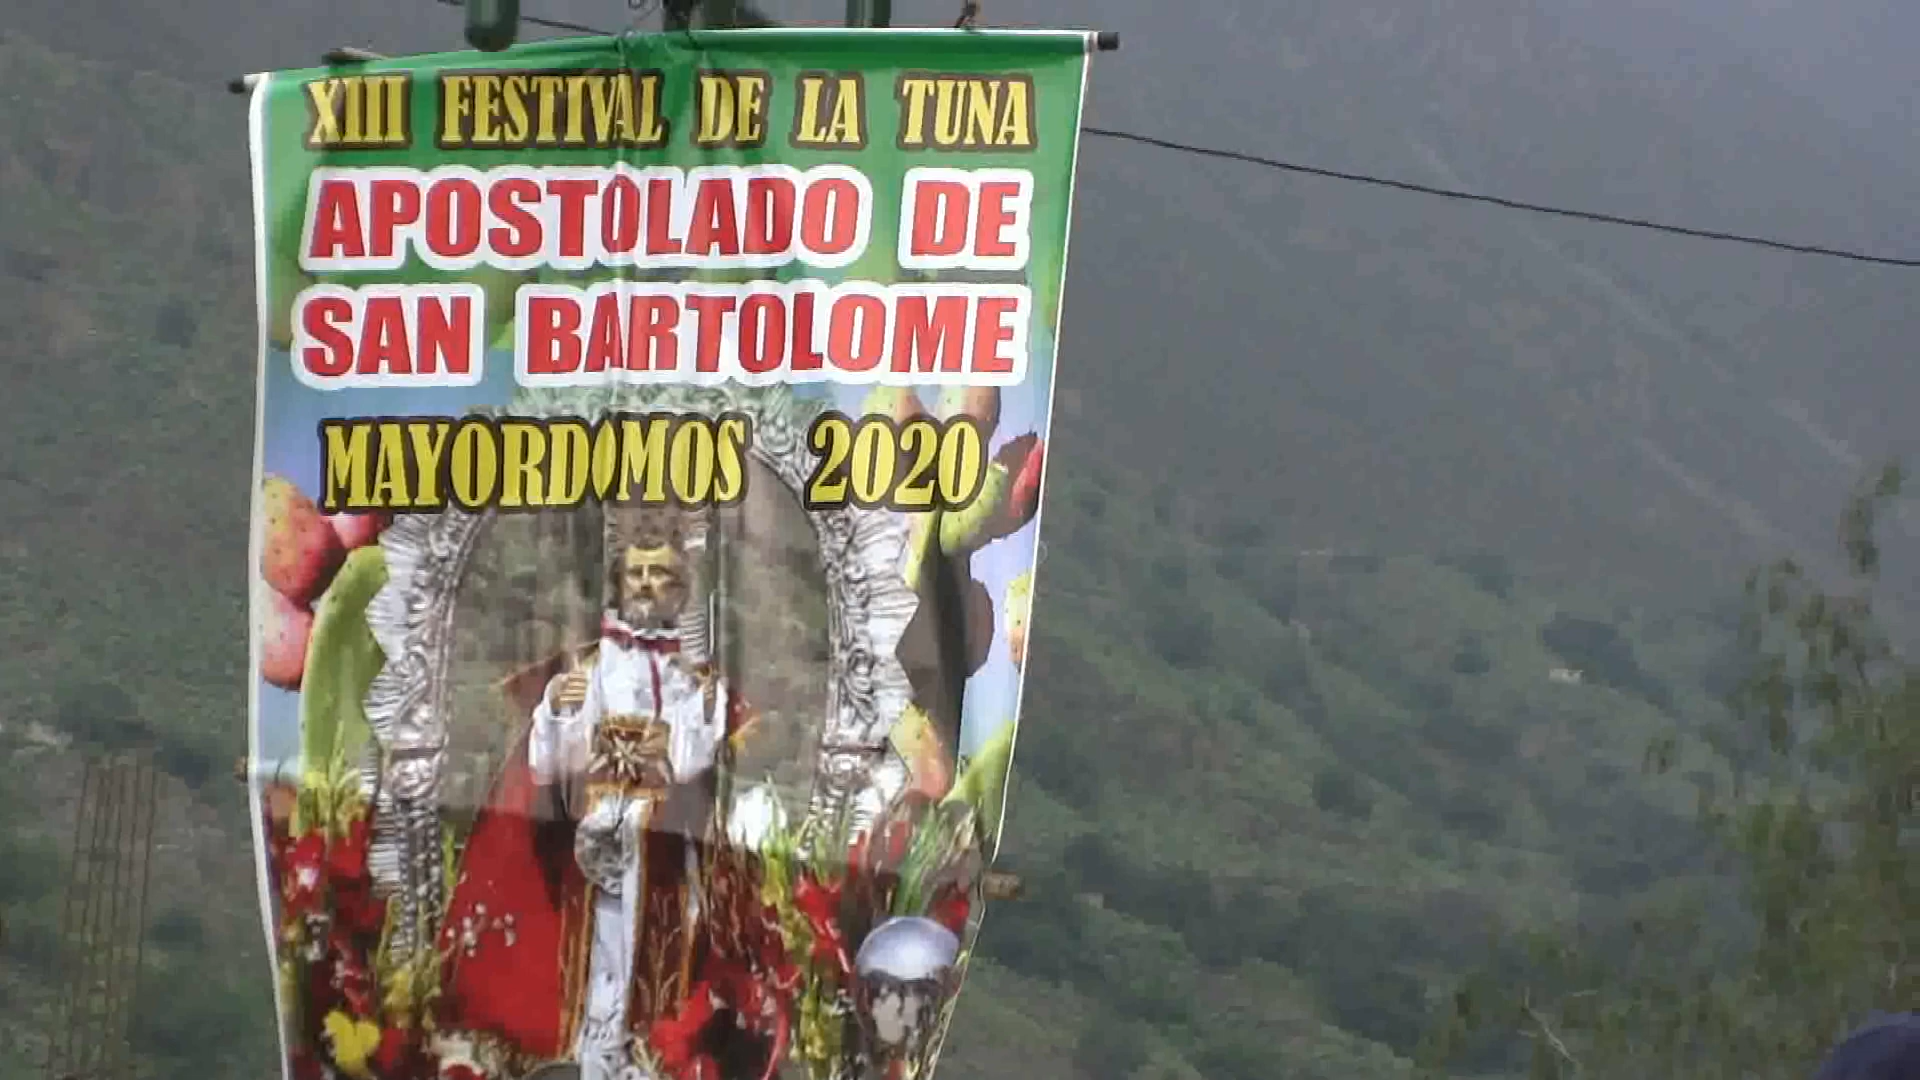 XIII FESTIVAL DE LA TUNA
APOSTOLADO DE
SAN BARTOLOME
MAYORDOMOS 2020